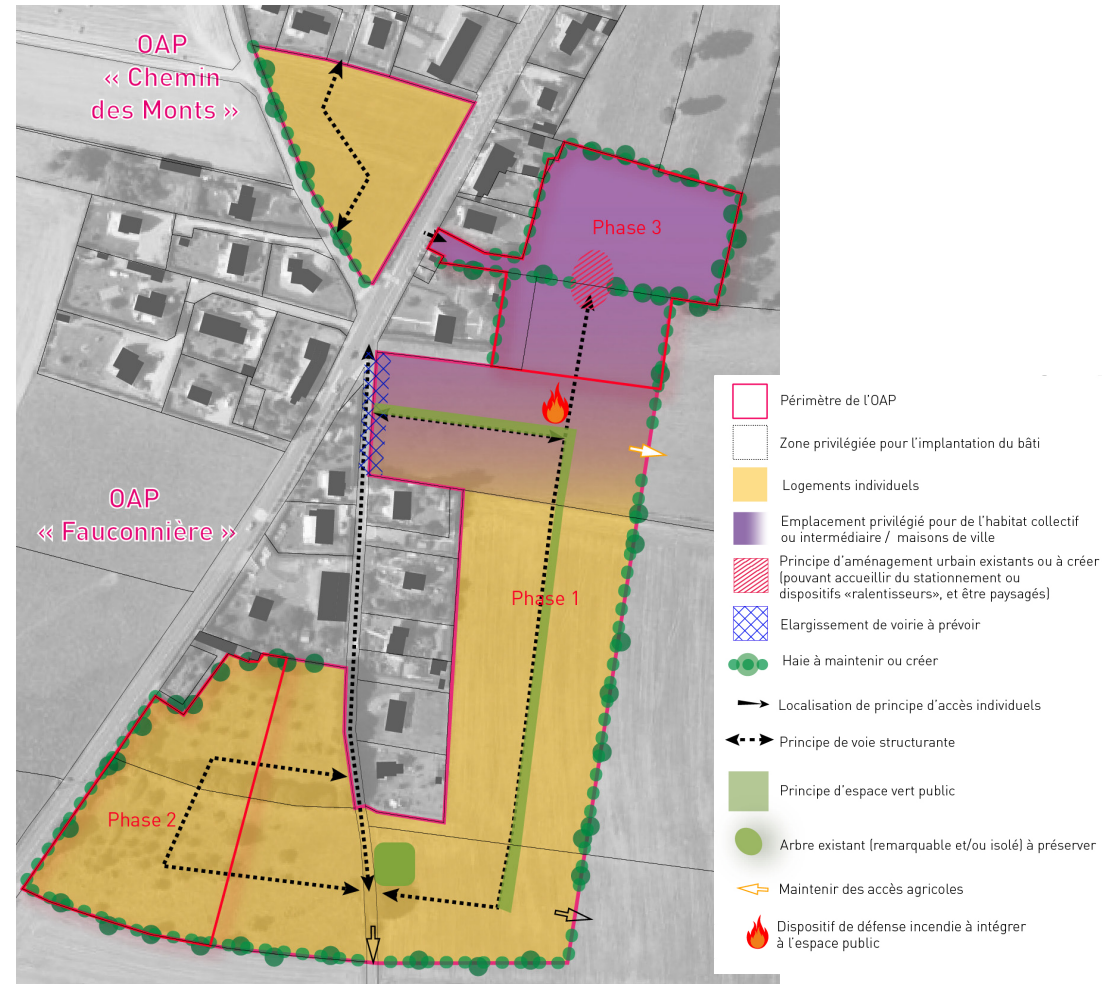 OAP
« Chemin
des Monts »
Phase 3
OAP
« Fauconnière »
Phase 1
Phase 2
Périmètre de l'OAP
Zone privilégiée pour l'implantation du bâti
Logements individuels
Emplacement privilégié pour de l'habitat collectif
ou intermédiaire / maisons de ville
Principe d'aménagement urbain existants ou à créer
(pouvant accueillir du stationnement ou
dispositifs «ralentisseurs», et être paysagés)
Elargissement de voirie à prévoir
Haie à maintenir ou créer
Localisation de principe d'accès individuels
Principe de voie structurante
Principe d'espace vert public
Arbre existant (remarquable et/ou isolé) à préserver
Maintenir des accès agricoles
Dispositif de défense incendie à intégrer
à l'espace public